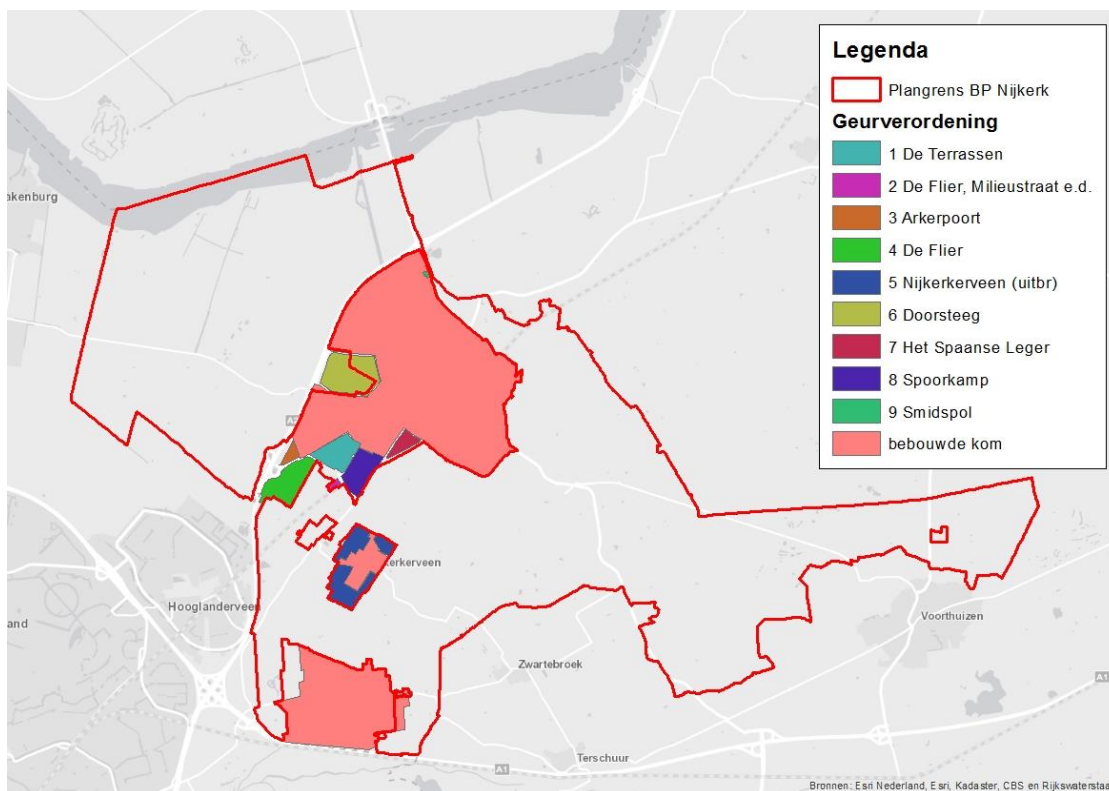 Legenda
Plangrens BP Nijkerk
Geurverordening
1 De Terrassen
2 De Flier, Milieustraat e.d.
3 Arkerpoort
4 De Flier
5 Nijkerkerveen (uitbr)
6 Doorsteeg
7 Het Spaanse Leger
8 Spoorkamp
9 Smidspol
bebouwde kom
akenburg
kerkerveen
Hooglanderveen
land
Voorthuizen
Zwartebroek
A1
Terschuur
A1
Bronnen: Esri Nederland, Esri, Kadaster, CBS en Rijkswaterstaa